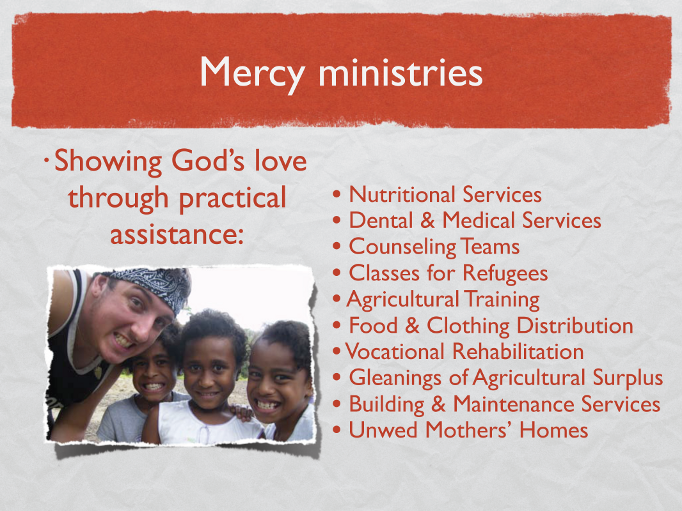 Mercy ministries
· Showing God's love
through practical
assistance:
• Nutritional Services
• Dental & Medical Services
• Counseling Teams
• Classes for Refugees
• Agricultural Training
• Food & Clothing Distribution
• Vocational Rehabilitation
• Gleanings of Agricultural Surplus
• Building & Maintenance Services
• Unwed Mothers' Homes